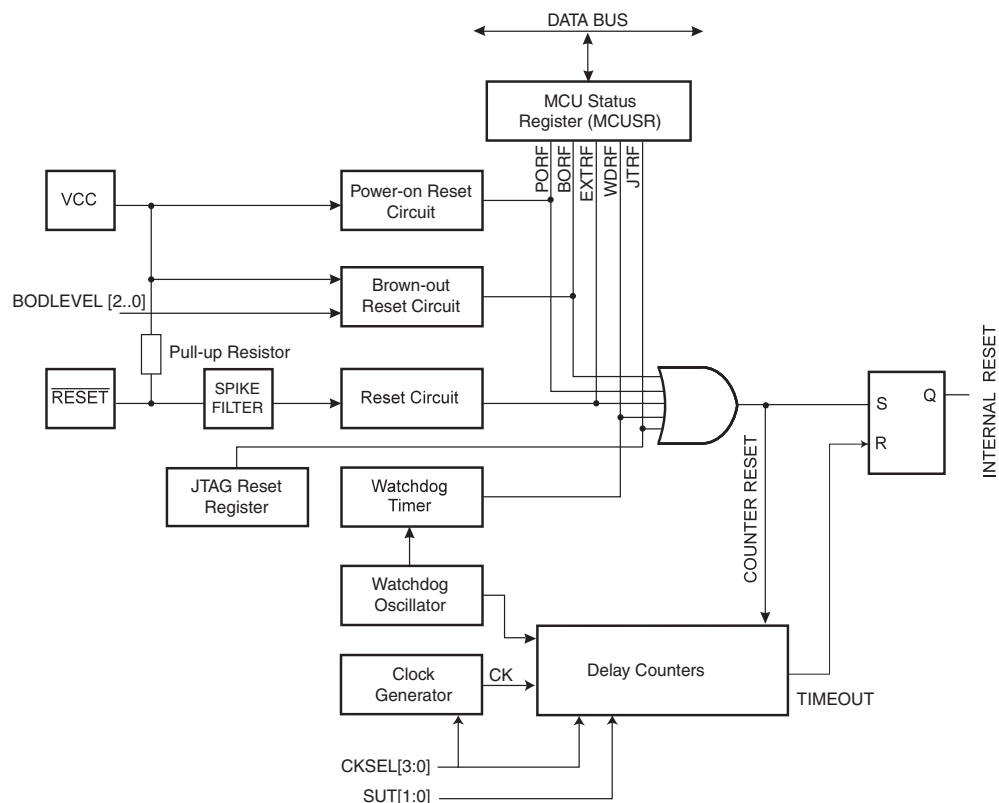 DATA BUS
MCU Status
Register (MCUSR)
PORF
BORF
EXTRF
WDRF
JTRF
VCC
Power-on Reset
Circuit
Brown-out
Reset Circuit
BODLEVEL [2..0]
Pull-up Resistor
RESET
SPIKE
FILTER
Reset Circuit
JTAG Reset
Register
Watchdog
Timer
Watchdog
Oscillator
Clock
Generator
CK
Delay Counters
COUNTER RESET
S
R
Q
INTERNAL RESET
TIMEOUT
CKSEL[3:0]
SUT[1:0]